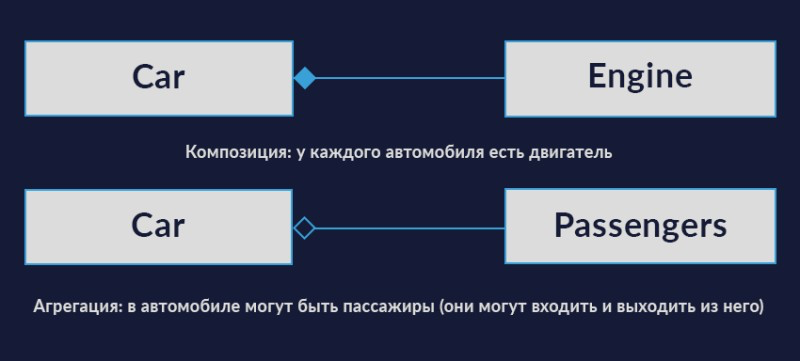 Car Engine
Композиция: у каждого автомобиля есть двигатель
Car Passengers
Агрегация: в автомобиле могут быть пассажиры (они могут входить и выходить из него)